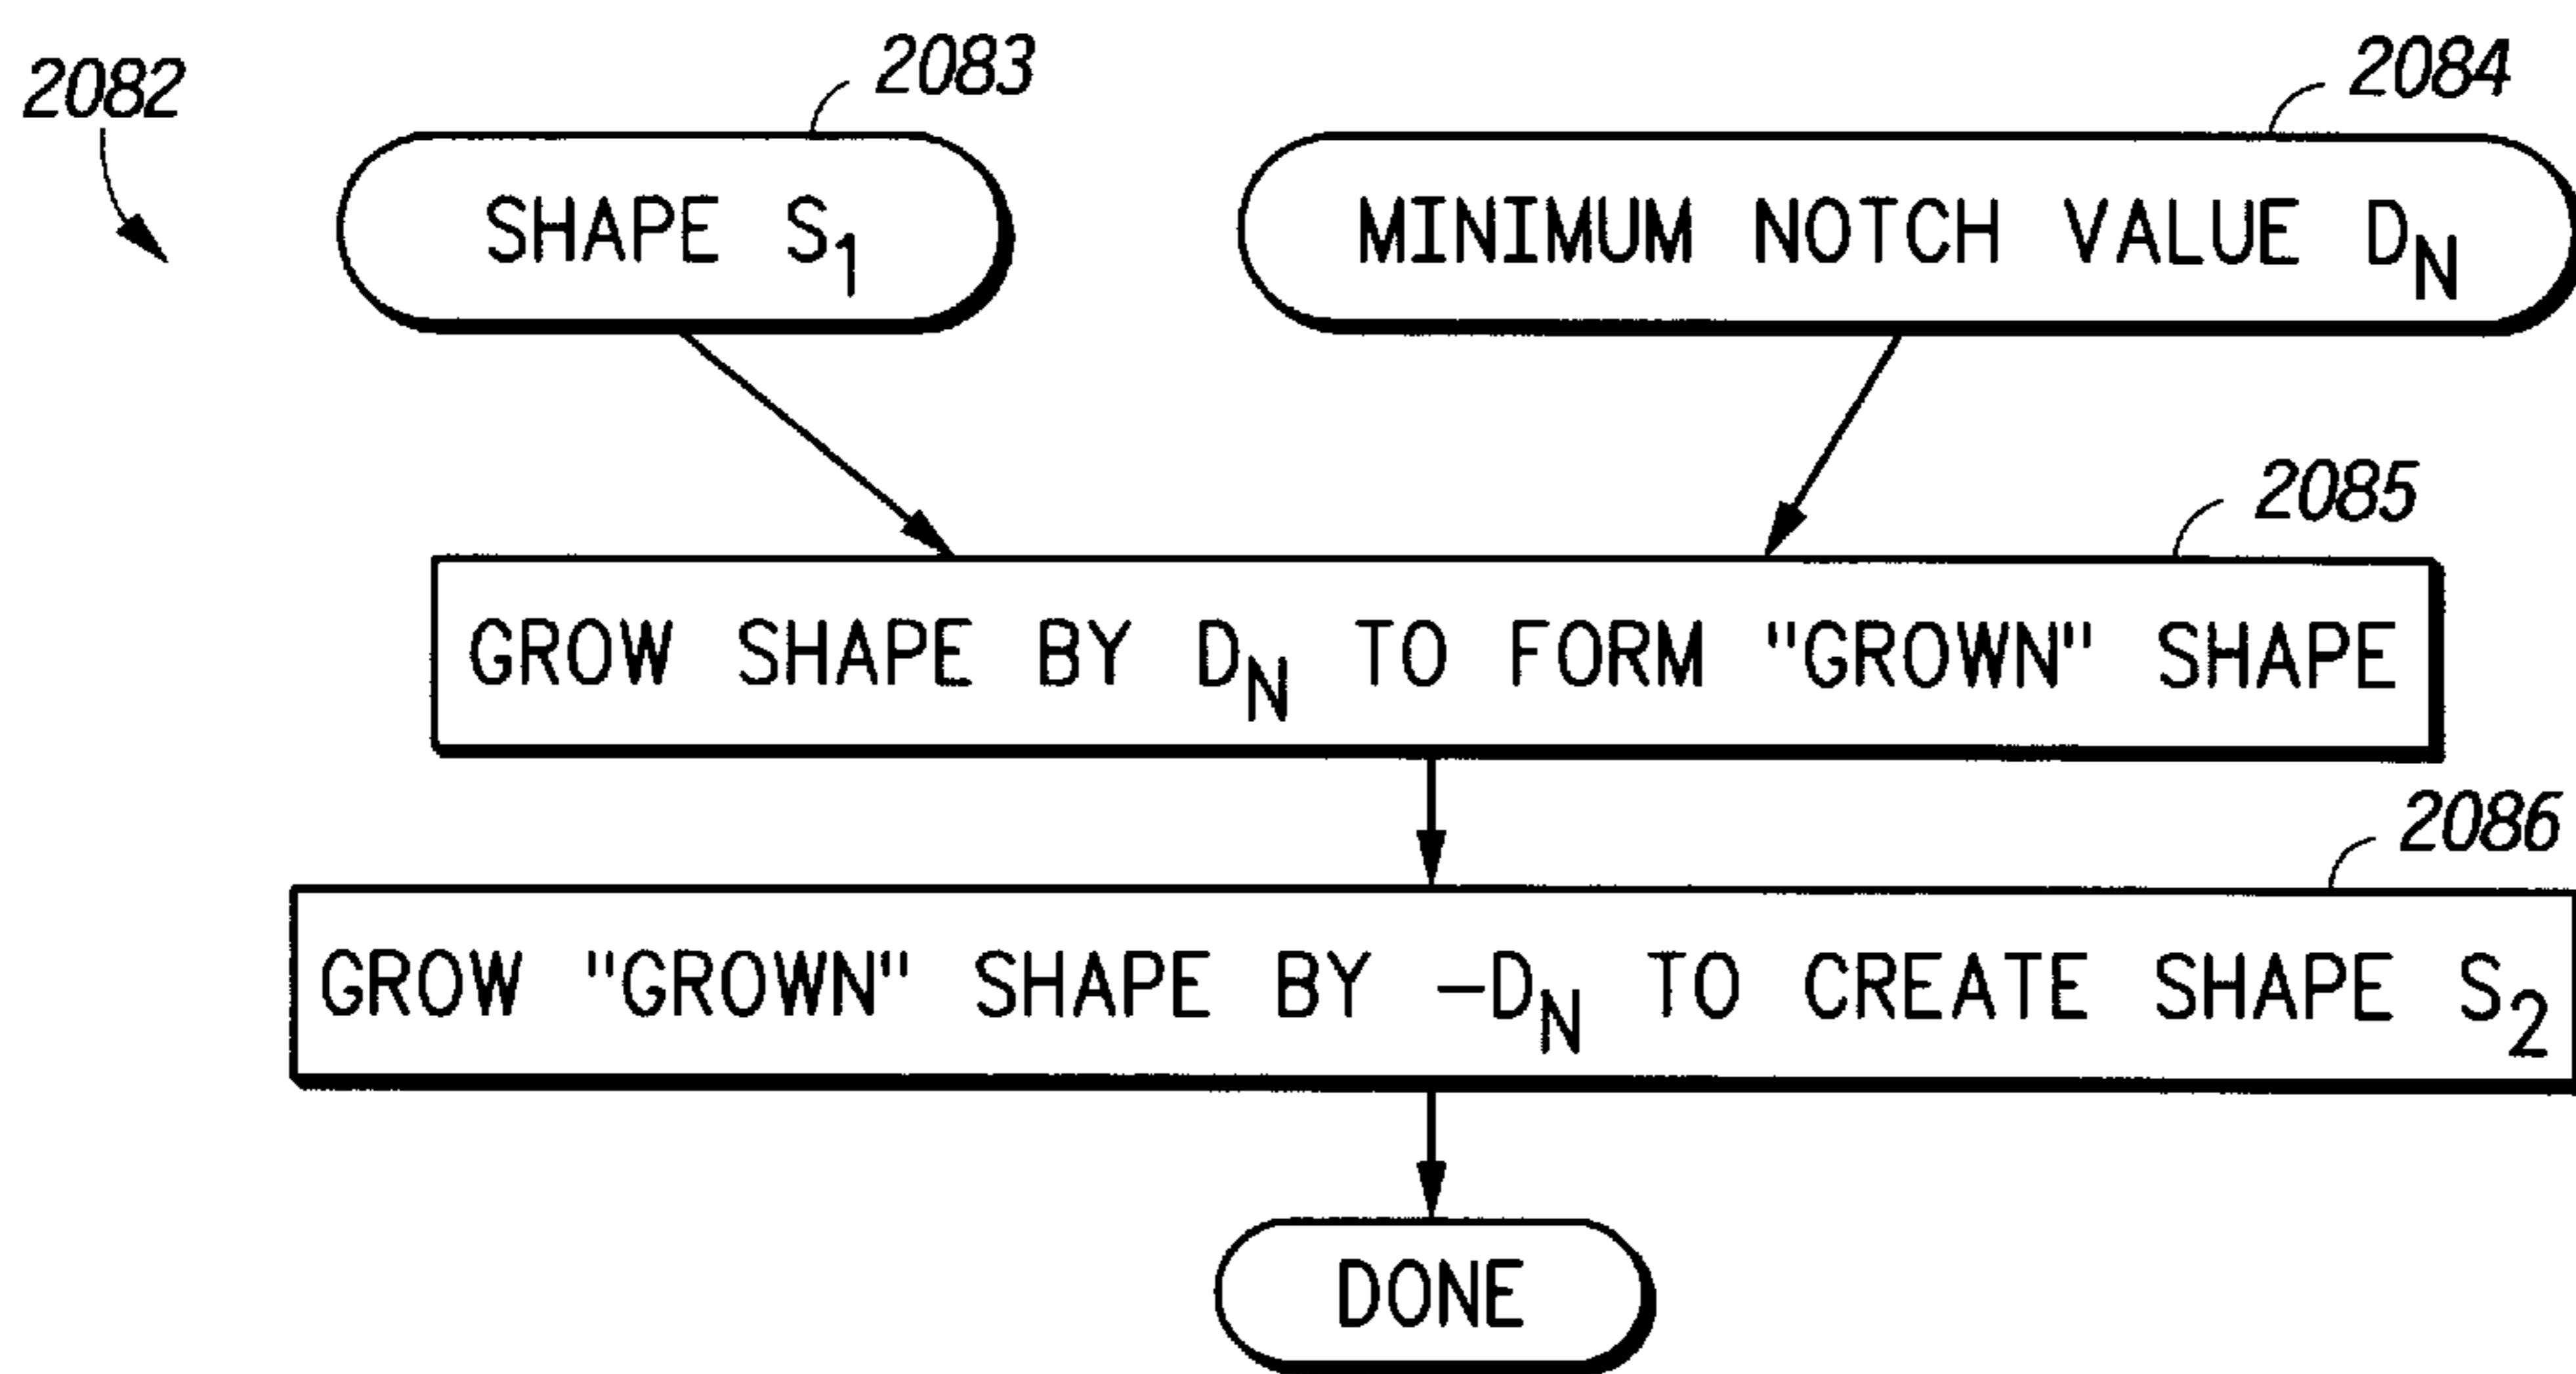 2082
2083
2084
SHAPE S1
MINIMUM NOTCH VALUE DN
2085
GROW SHAPE BY DN TO FORM "GROWN" SHAPE
2086
GROW "GROWN" SHAPE BY -DN TO CREATE SHAPE S2
DONE